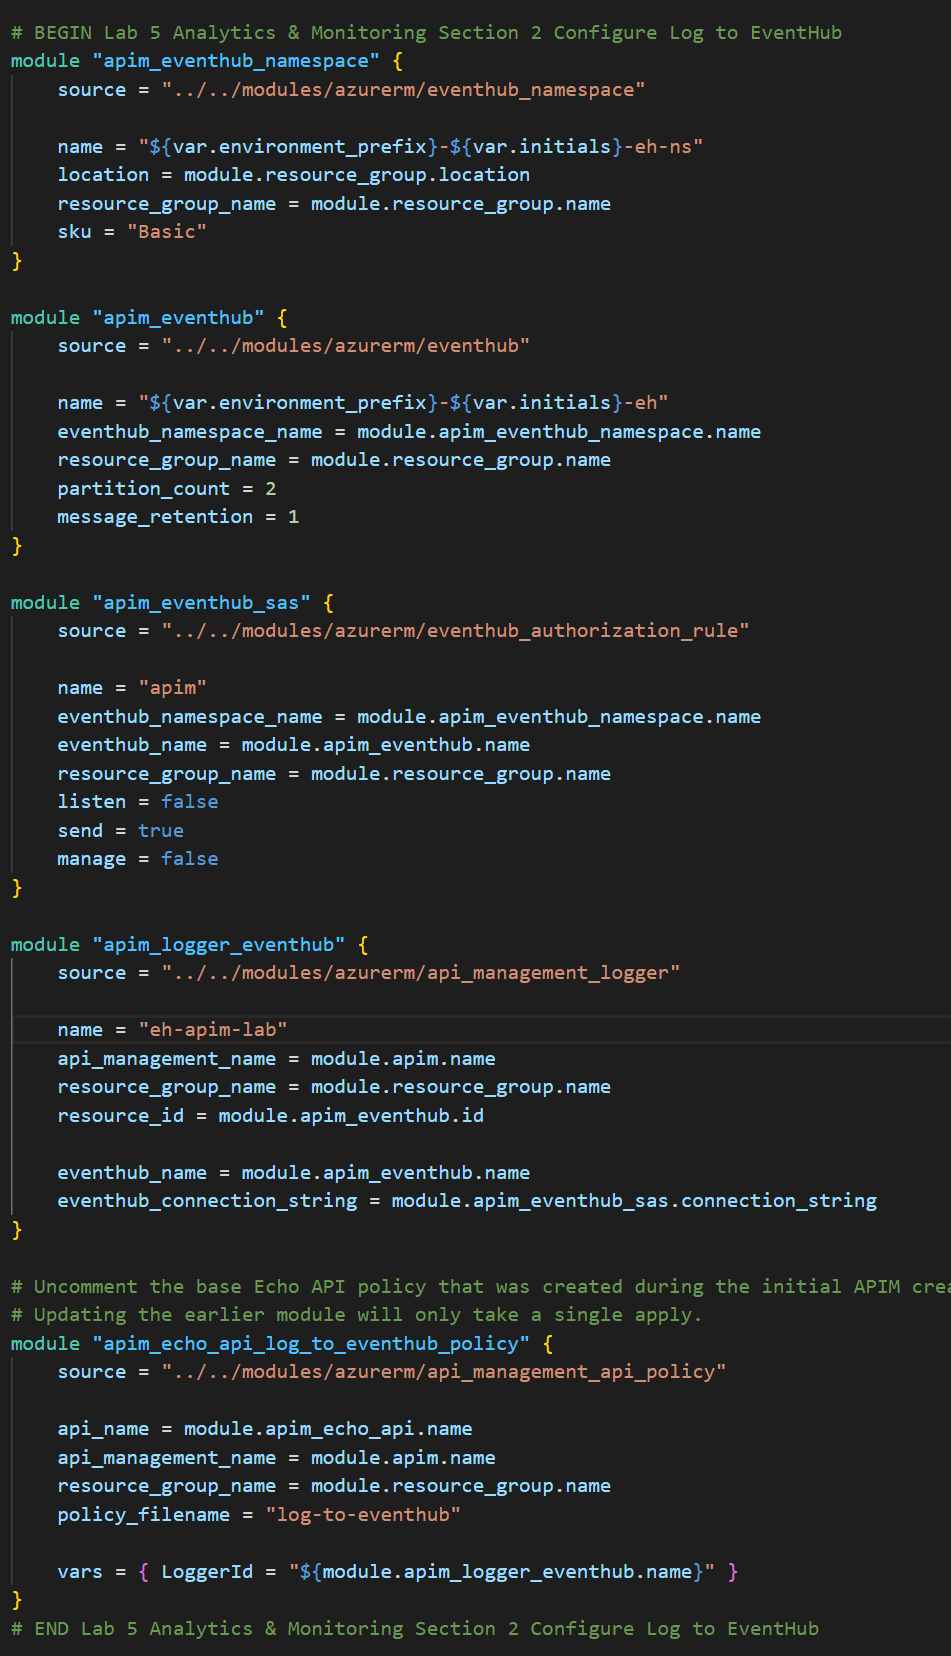 # BEGIN Lab 5 Analytics & Monitoring Section 2 Configure Log to EventHub
module "apim_eventhub_namespace" {
source = "../../modules/azurerm/eventhub_namespace"
name = "${var.environment_prefix}-${var.initials}-eh-ns"
location = module.resource_group.location
resource_group_name = module.resource_group.name
sku = "Basic"
}
module "apim_eventhub" {
source = "../../modules/azurerm/eventhub"
name = "${var.environment_prefix}-${var.initials}-eh"
eventhub_namespace_name = module.apim_eventhub_namespace.name
resource_group_name = module.resource_group.name
partition_count = 2
message_retention = 1
}
module "apim_eventhub_sas" {
source = "../../modules/azurerm/eventhub_authorization_rule"
name = "apim"
eventhub_namespace_name = module.apim_eventhub_namespace.name
eventhub_name = module.apim_eventhub.name
resource_group_name = module.resource_group.name
listen = false
send = true
manage = false
}
module "apim_logger_eventhub" {
source = "../../modules/azurerm/api_management_logger"
name = "eh-apim-lab"
api_management_name = module.apim.name
resource_group_name = module.resource_group.name
resource_id = module.apim_eventhub.id
eventhub_name = module.apim_eventhub.name
eventhub_connection_string = module.apim_eventhub_sas.connection_string
}
# Uncomment the base Echo API policy that was created during the initial APIM
# Updating the earlier module will only take a single apply.
module "apim_echo_api_log_to_eventhub_policy" {
source = "../../modules/azurerm/api_management_api_policy"
api_name = module.apim_echo_api.name
api_management_name = module.apim.name
resource_group_name = module.resource_group.name
policy_filename = "log-to-eventhub"
vars = { LoggerId = "${module.apim_logger_eventhub.name}" }
}
# END Lab 5 Analytics & Monitoring Section 2 Configure Log to EventHub